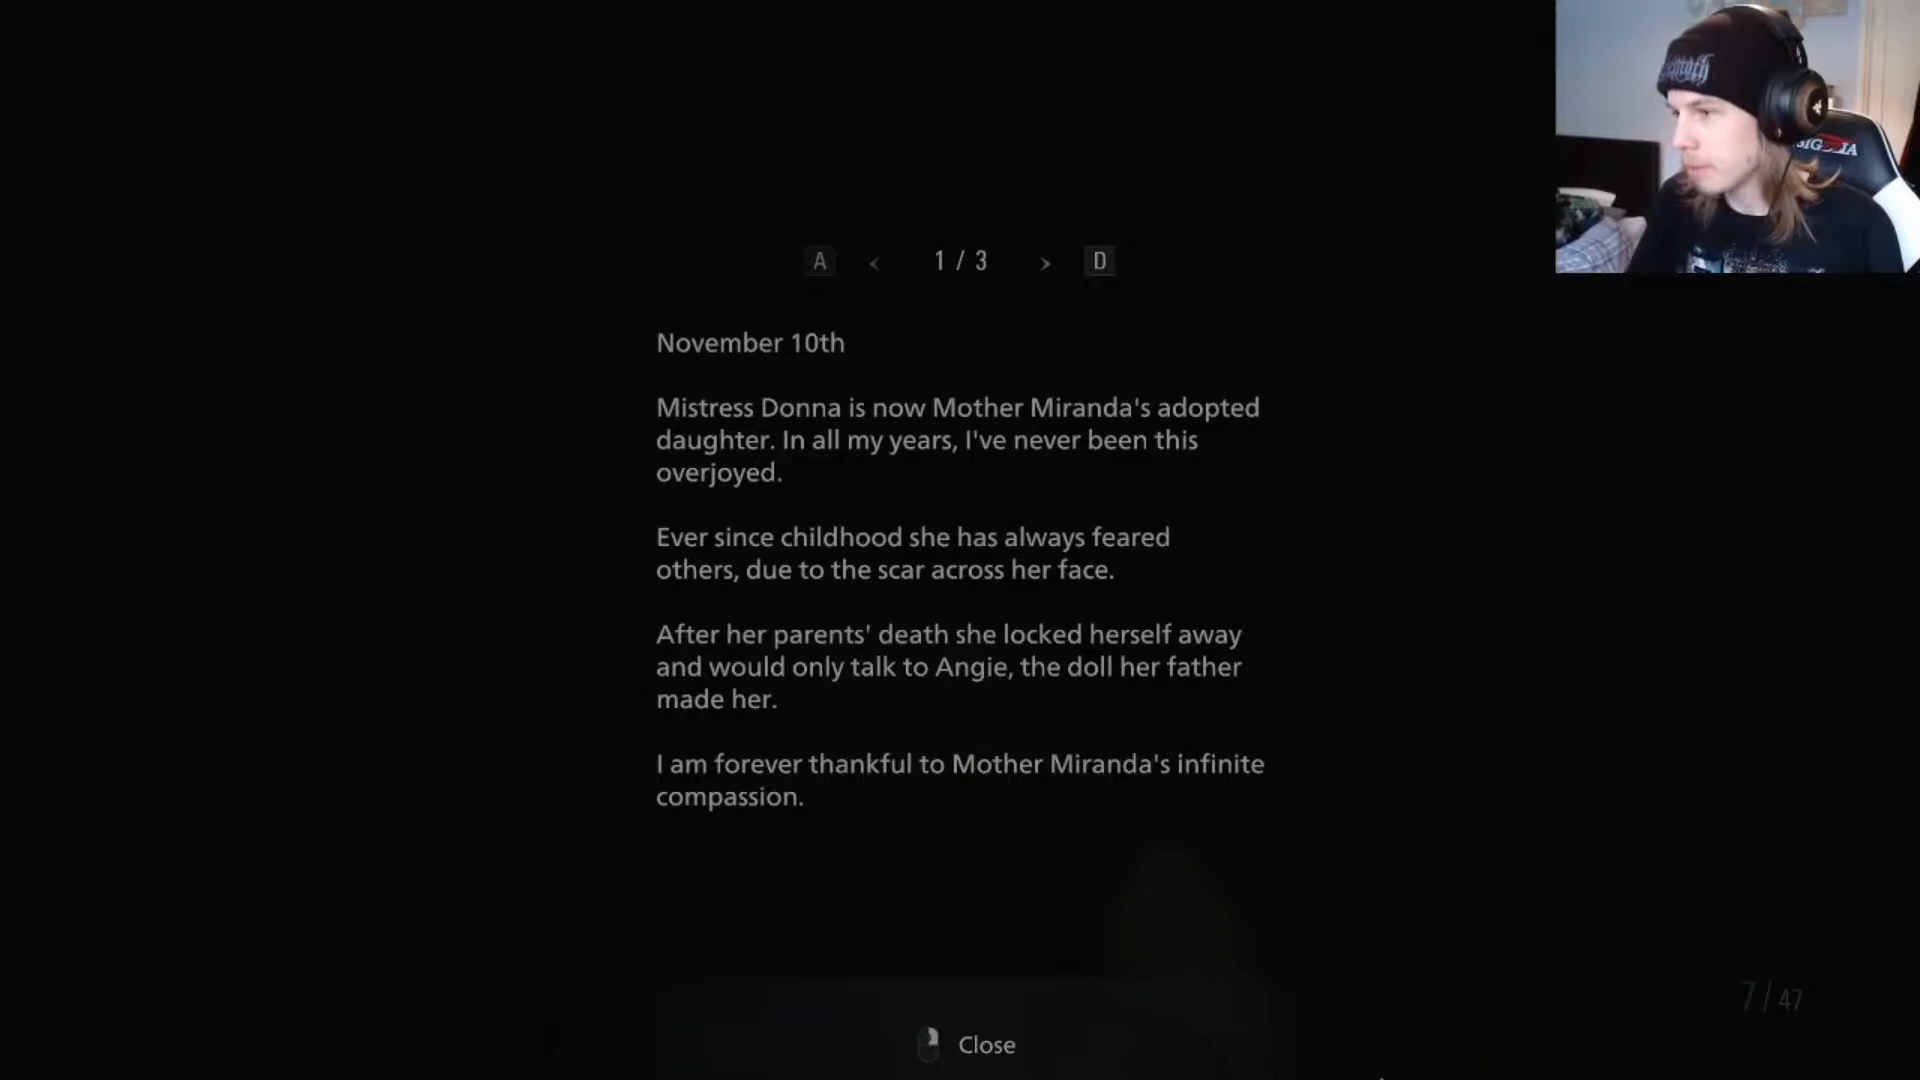 A < 1 / 3 > D
November 10th
Mistress Donna is now Mother Miranda's adopted
daughter. In all my years, I've never been this
overjoyed.
Ever since childhood she has always feared
others, due to the scar across her face.
After her parents' death she locked herself away
and would only talk to Angie, the doll her father
made her.
I am forever thankful to Mother Miranda's infinite
compassion.
7/47
Close